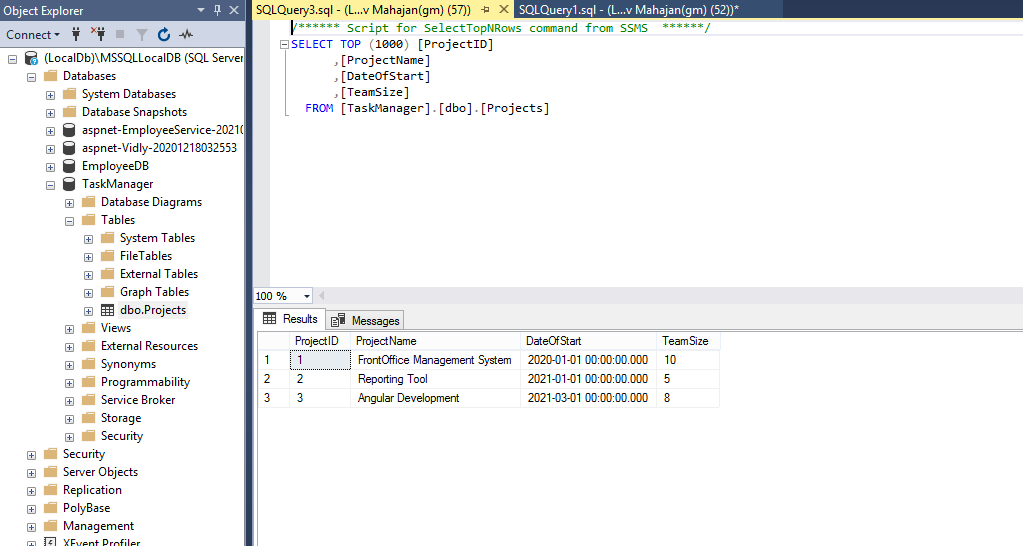 Object Explorer
Connect
(LocalDb)\MSSQLLocalDB (SQL Server
Databases
System Databases
Database Snapshots
aspnet-EmployeeService-20210
aspnet-Vidly-20201218032553
EmployeeDB
TaskManager
Database Diagrams
Tables
System Tables
FileTables
External Tables
Graph Tables
dbo.Projects
Views
External Resources
Synonyms
Programmability
Service Broker
Storage
Security
Security
Server Objects
Replication
PolyBase
Management
XEvent Profiler
SQLQuery3.sql - (L...v Mahajan(gm) (57)) SQLQuery1.sql - (L...v Mahajan(gm) (52))*
/****** Script for SelectTopNRows command from SSMS ******/
SELECT TOP (1000) [ProjectID]
,[ProjectName]
,[DateOfStart]
,[TeamSize]
FROM [TaskManager].[dbo].[Projects]
100 %
Results Messages
ProjectID ProjectName DateOfStart TeamSize
1 1 FrontOffice Management System 2020-01-01 00:00:00.000 10
2 2 Reporting Tool 2021-01-01 00:00:00.000 5
3 3 Angular Development 2021-03-01 00:00:00.000 8